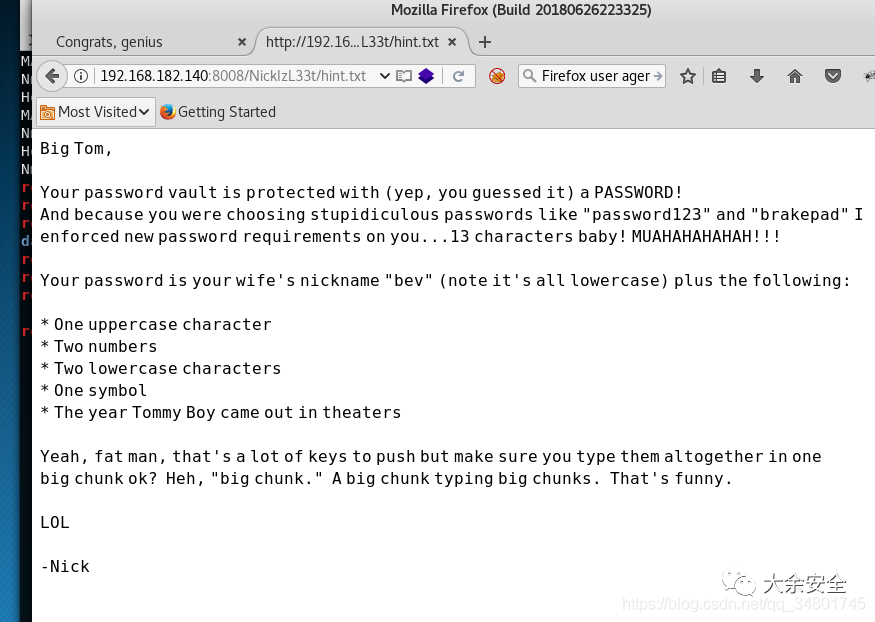 Mozilla Firefox (Build 20180626223325)
Congrats, genius
http://192.16...L33t/hint.txt
192.168.182.140:8008/NickIzL33t/hint.txt
Firefox user ager
Most Visited
Getting Started
Big Tom,
Your password vault is protected with (yep, you guessed it) a PASSWORD!
And because you were choosing stupidiculous passwords like "password123" and "brakepad" I
enforced new password requirements on you...13 characters baby! MUAHAHAHAHAH!!!
Your password is your wife's nickname "bev" (note it's all lowercase) plus the following:
* One uppercase character
* Two numbers
* Two lowercase characters
* One symbol
* The year Tommy Boy came out in theaters
Yeah, fat man, that's a lot of keys to push but make sure you type them altogether in one
big chunk ok? Heh, "big chunk." A big chunk typing big chunks. That's funny.
LOL
-Nick
大余安全
https://blog.csdn.net/qq_34801745